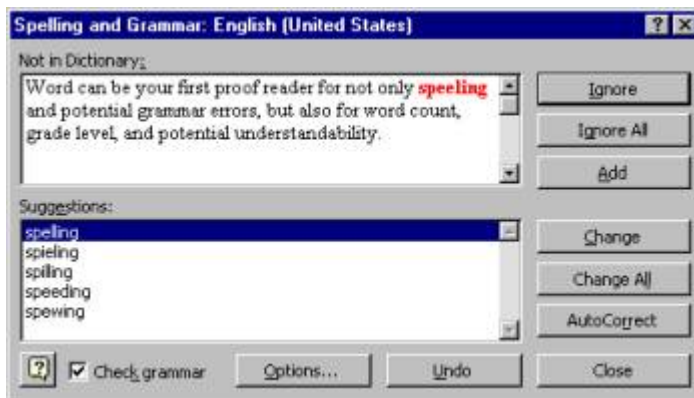 Spelling and Grammar: English (United States)
Not in Dictionary:
Word can be your first proof reader for not only speeling
and potential grammar errors, but also for word count,
grade level, and potential understandability.
Ignore
Ignore All
Add
Suggestions:
spelling
spieling
spilling
speeding
spewing
Change
Change All
AutoCorrect
Check grammar
Options...
Undo
Close